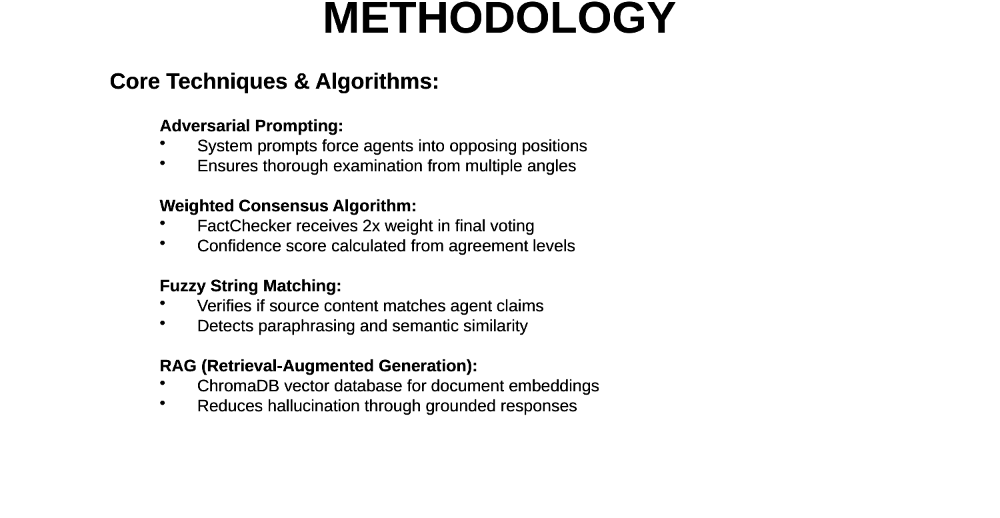 METHODOLOGY
Core Techniques & Algorithms:
Adversarial Prompting:
• System prompts force agents into opposing positions
• Ensures thorough examination from multiple angles
Weighted Consensus Algorithm:
• FactChecker receives 2x weight in final voting
• Confidence score calculated from agreement levels
Fuzzy String Matching:
• Verifies if source content matches agent claims
• Detects paraphrasing and semantic similarity
RAG (Retrieval-Augmented Generation):
• ChromaDB vector database for document embeddings
• Reduces hallucination through grounded responses